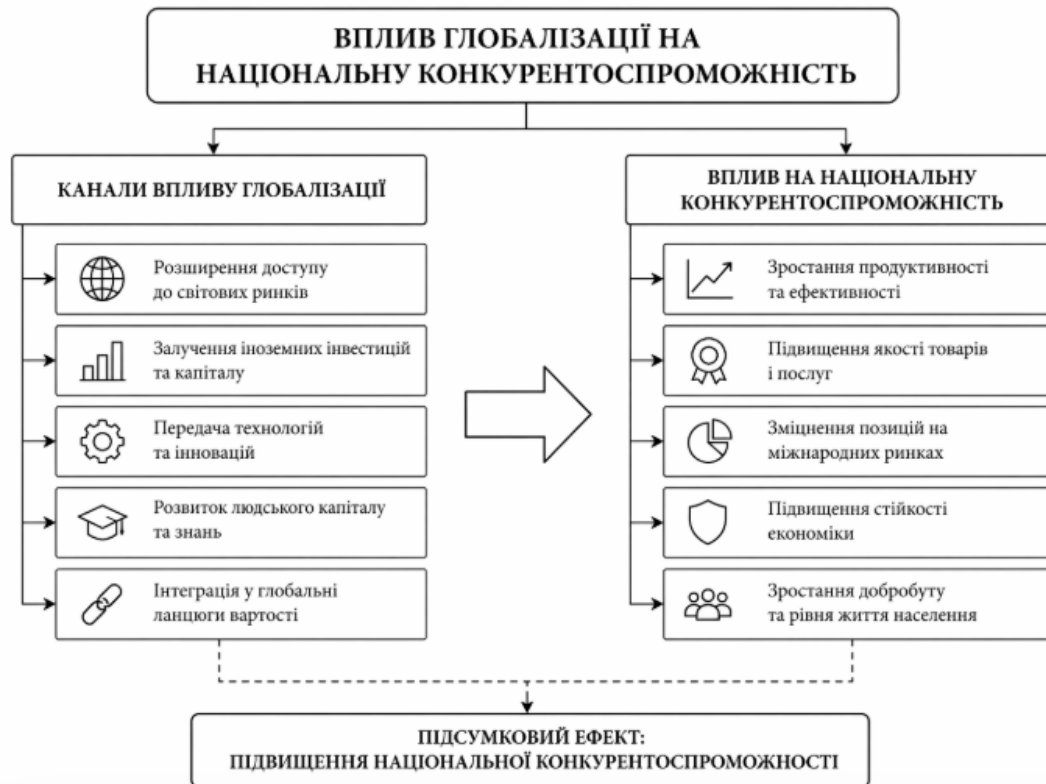 ВПЛИВ ГЛОБАЛІЗАЦІЇ НА
НАЦІОНАЛЬНУ КОНКУРЕНТОСПРОМОЖНІСТЬ
КАНАЛИ ВПЛИВУ ГЛОБАЛІЗАЦІЇ
Розширення доступу
до світових ринків
Залучення іноземних інвестицій
та капіталу
Передача технологій
та інновацій
Розвиток людського капіталу
та знань
Інтеграція у глобальні
ланцюги вартості
ВПЛИВ НА НАЦІОНАЛЬНУ
КОНКУРЕНТОСПРОМОЖНІСТЬ
Зростання продуктивності
та ефективності
Підвищення якості товарів
і послуг
Зміцнення позицій на
міжнародних ринках
Підвищення стійкості
економіки
Зростання добробуту
та рівня життя населення
ПІДСУМКОВИЙ ЕФЕКТ:
ПІДВИЩЕННЯ НАЦІОНАЛЬНОЇ КОНКУРЕНТОСПРОМОЖНОСТІ